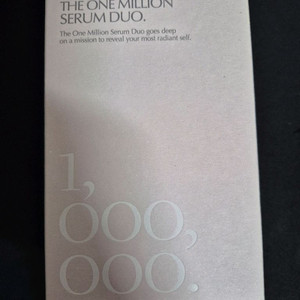 THE ONE MILLION
SERUM DUO.
The One Million Serum Duo goes deep
on a mission to reveal your most radiant self.
1,
000,
000.